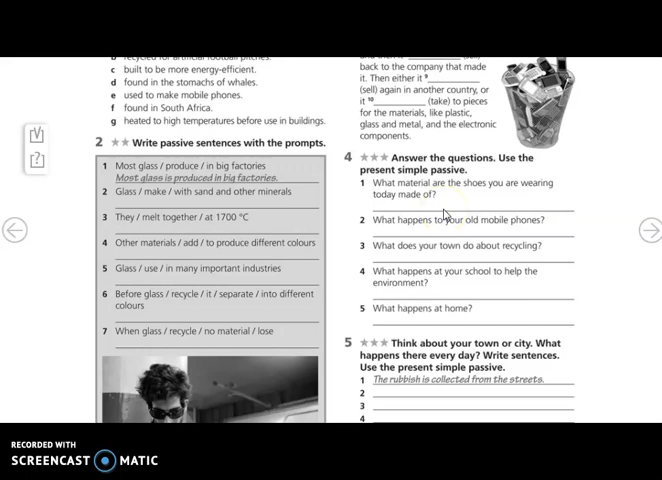 b recycled for artificial football pitches.
c built to be more energy-efficient.
d found in the stomachs of whales.
e used to make mobile phones.
f found in South Africa.
g heated to high temperatures before use in buildings.
2 ★★ Write passive sentences with the prompts.
1 Most glass / produce / in big factories
Most glass is produced in big factories.
2 Glass / make / with sand and other minerals
3 They / melt together / at 1700 °C
4 Other materials / add / to produce different colours
5 Glass / use / in many important industries
6 Before glass / recycle / it / separate / into different
colours
7 When glass / recycle / no material / lose
back to the company that made
it. Then either it 9__________
(sell) again in another country, or
it 10__________ (take) to pieces
for the materials, like plastic,
glass and metal, and the electronic
components.
4 ★★★ Answer the questions. Use the
present simple passive.
1 What material are the shoes you are wearing
today made of?
2 What happens to your old mobile phones?
3 What does your town do about recycling?
4 What happens at your school to help the
environment?
5 What happens at home?
5 ★★★ Think about your town or city. What
happens there every day? Write sentences.
Use the present simple passive.
1 The rubbish is collected from the streets.
2
3
4
RECORDED WITH
SCREENCAST MATIC